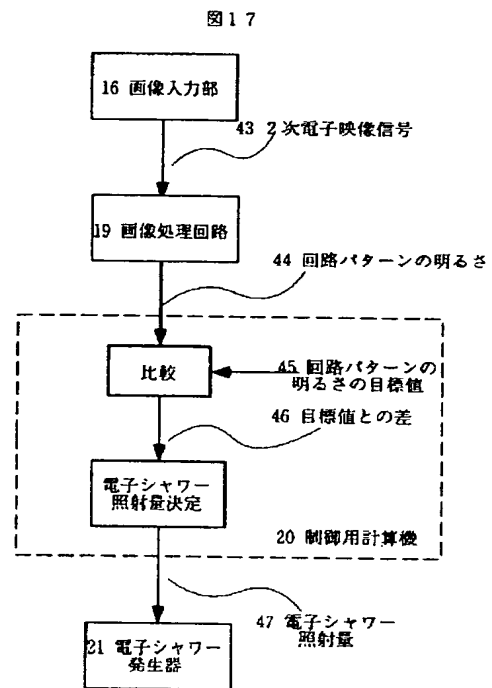 図17
16 画像入力部
43 2次電子映像信号
19 画像処理回路
44 回路パターンの明るさ
比較
45 回路パターンの
明るさの目標値
46 目標値との差
電子シャワー
照射量決定
20 制御用計算機
47 電子シャワー
照射量
21 電子シャワー
発生器